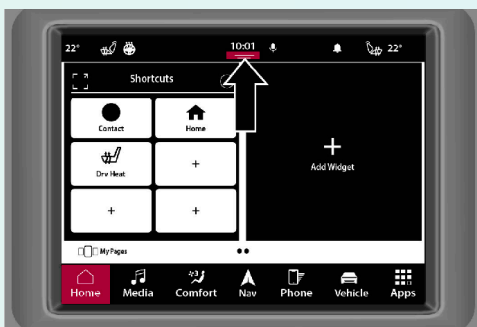 22°
10:01
22°
Shortcuts
Contact
Home
Drv Heat
+
+
+
+
Add Widget
My Pages
Home
Media
Comfort
Nav
Phone
Vehicle
Apps